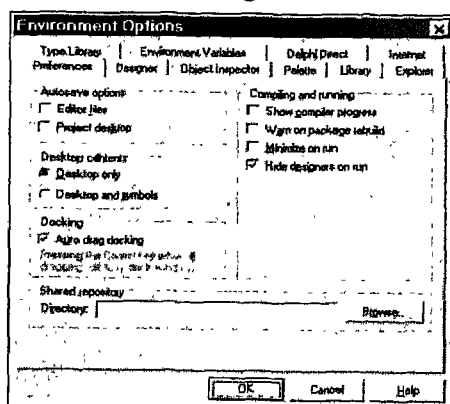 Environment Options
Type Library Environment Variables Delphi Direct Internet
Preferences Designer Object Inspector Palette Library Explorer
Autosave options
Editor files
Project desktop
Desktop contents
Desktop only
Desktop and symbols
Docking
Auto drag docking
Compiling and running
Show compiler progress
Warn on package rebuild
Minimize on run
Hide designers on run
Shared repository
Directory: Browse...
OK Cancel Help